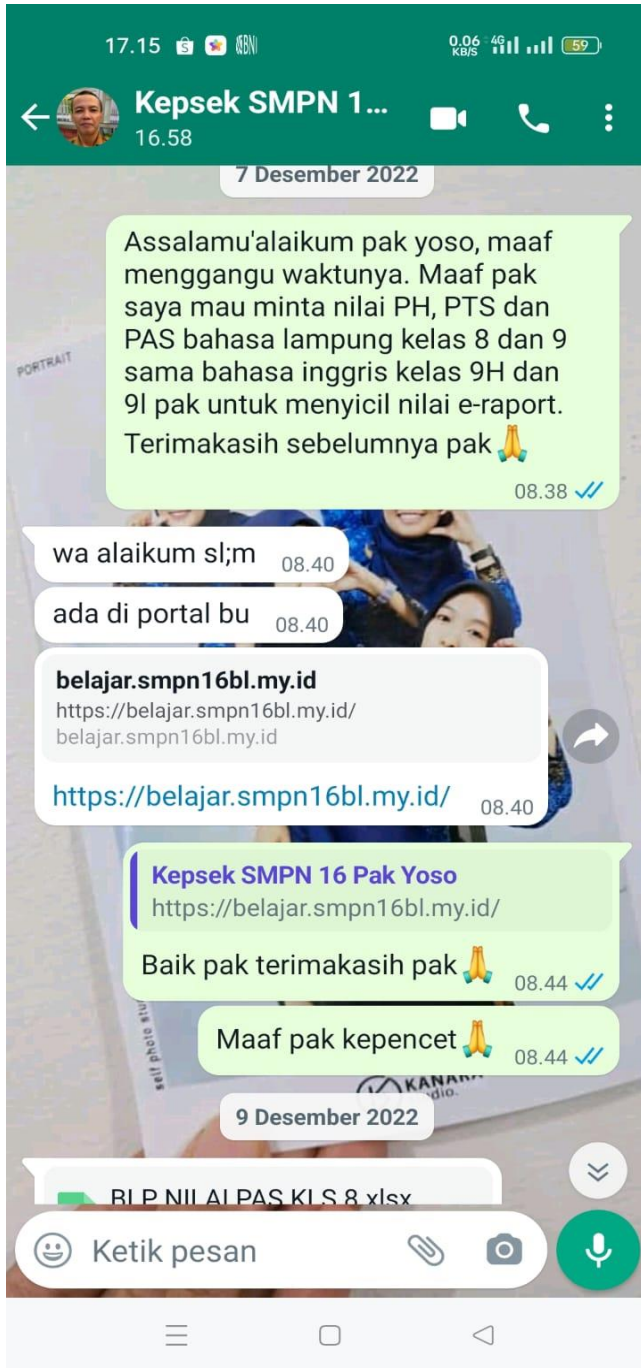 17.15
0.06 KB/S 4G 59
Kepsek SMPN 1...
16.58
7 Desember 2022
Assalamu'alaikum pak yoso, maaf
menggangu waktunya. Maaf pak
saya mau minta nilai PH, PTS dan
PAS bahasa lampung kelas 8 dan 9
sama bahasa inggris kelas 9H dan
9I pak untuk menyicil nilai e-raport.
Terimakasih sebelumnya pak🙏
08.38
PORTRAIT
wa alaikum sl;m 08.40
ada di portal bu 08.40
belajar.smpn16bl.my.id
https://belajar.smpn16bl.my.id/
belajar.smpn16bl.my.id
https://belajar.smpn16bl.my.id/ 08.40
Kepsek SMPN 16 Pak Yoso
https://belajar.smpn16bl.my.id/
Baik pak terimakasih pak🙏 08.44
Maaf pak kepencet🙏 08.44
self photo
9 Desember 2022
BLP NILAI PAS KLS 8.xlsx
Ketik pesan